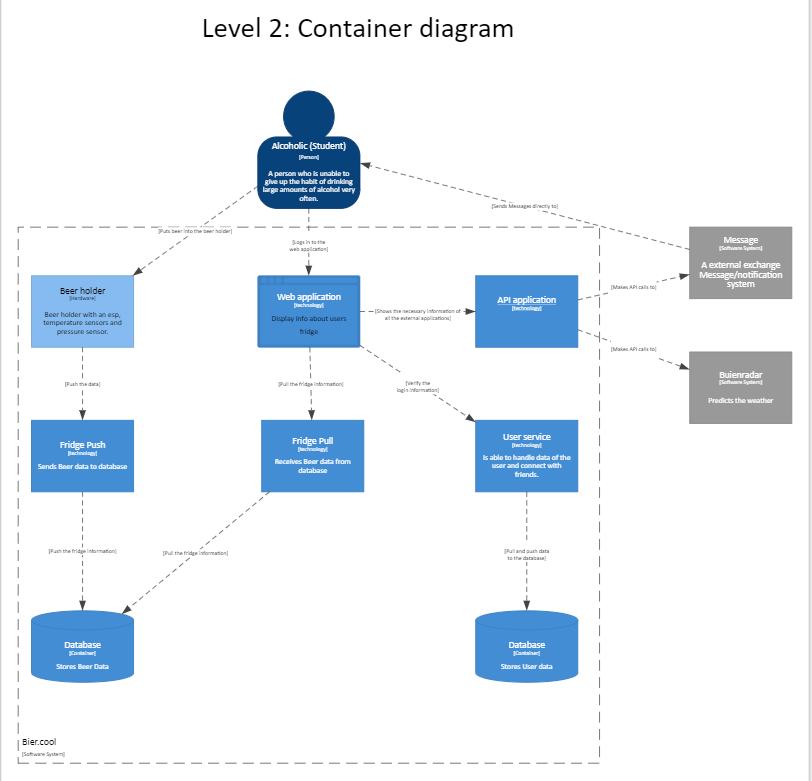 Level 2: Container diagram
Alcoholic (Student)
[Person]
A person who is unable to
give up the habit of drinking
large amounts of alcohol very
often.
[Sends Messages directly to]
[Puts beer into the beer holder]
[Logs in to the
web application]
Message
[Software System]
A external exchange
Message/notification
system
Beer holder
[Hardware]
Beer holder with an esp,
temperature sensors and
pressure sensor.
Web application
[technology]
Display info about users
fridge
[Shows the necessary information of
all the external applications]
API application
[technology]
[Makes API calls to]
[Makes API calls to]
Buienradar
[Software System]
Predicts the weather
[Push the data]
[Pull the fridge information]
[Verify the
login information]
Fridge Push
[technology]
Sends Beer data to database
Fridge Pull
[technology]
Receives Beer data from
database
User service
[technology]
Is able to handle data of the
user and connect with
friends.
[Push the fridge information]
[Pull the fridge information]
[Pull and push data
to the database]
Database
[Container]
Stores Beer Data
Database
[Container]
Stores User data
Bier.cool
[Software System]